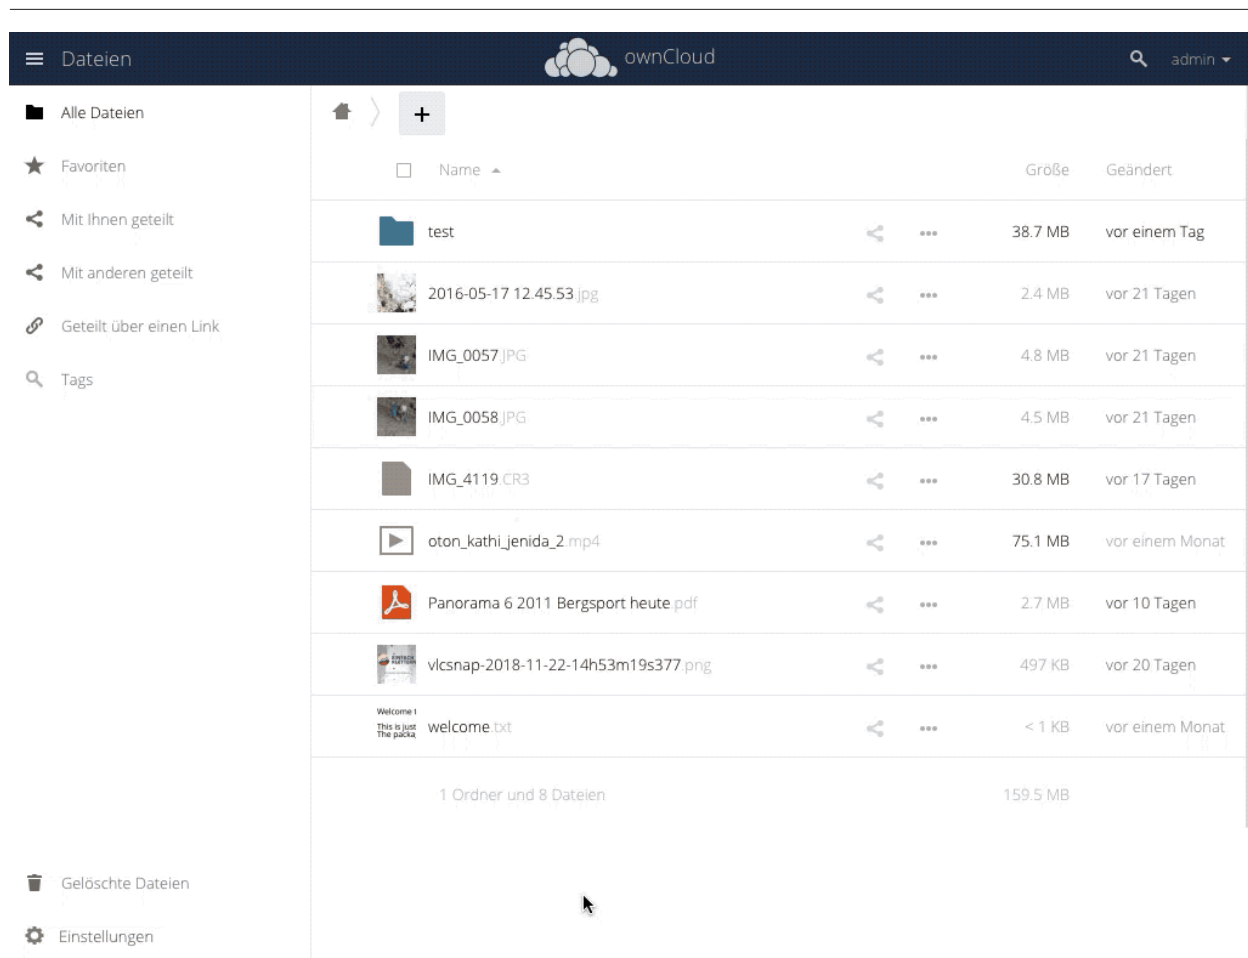 Dateien ownCloud admin
Alle Dateien
Favoriten
Mit Ihnen geteilt
Mit anderen geteilt
Geteilt über einen Link
Tags
Gelöschte Dateien
Einstellungen
+
Name Größe Geändert
test 38.7 MB vor einem Tag
2016-05-17 12.45.53.jpg 2.4 MB vor 21 Tagen
IMG_0057.JPG 4.8 MB vor 21 Tagen
IMG_0058.JPG 4.5 MB vor 21 Tagen
IMG_4119.CR3 30.8 MB vor 17 Tagen
oton_kathi_jenida_2.mp4 75.1 MB vor einem Monat
Panorama 6 2011 Bergsport heute.pdf 2.7 MB vor 10 Tagen
vlcsnap-2018-11-22-14h53m19s377.png 497 KB vor 20 Tagen
Welcome t
This is just
The packa
welcome.txt < 1 KB vor einem Monat
1 Ordner und 8 Dateien 159.5 MB